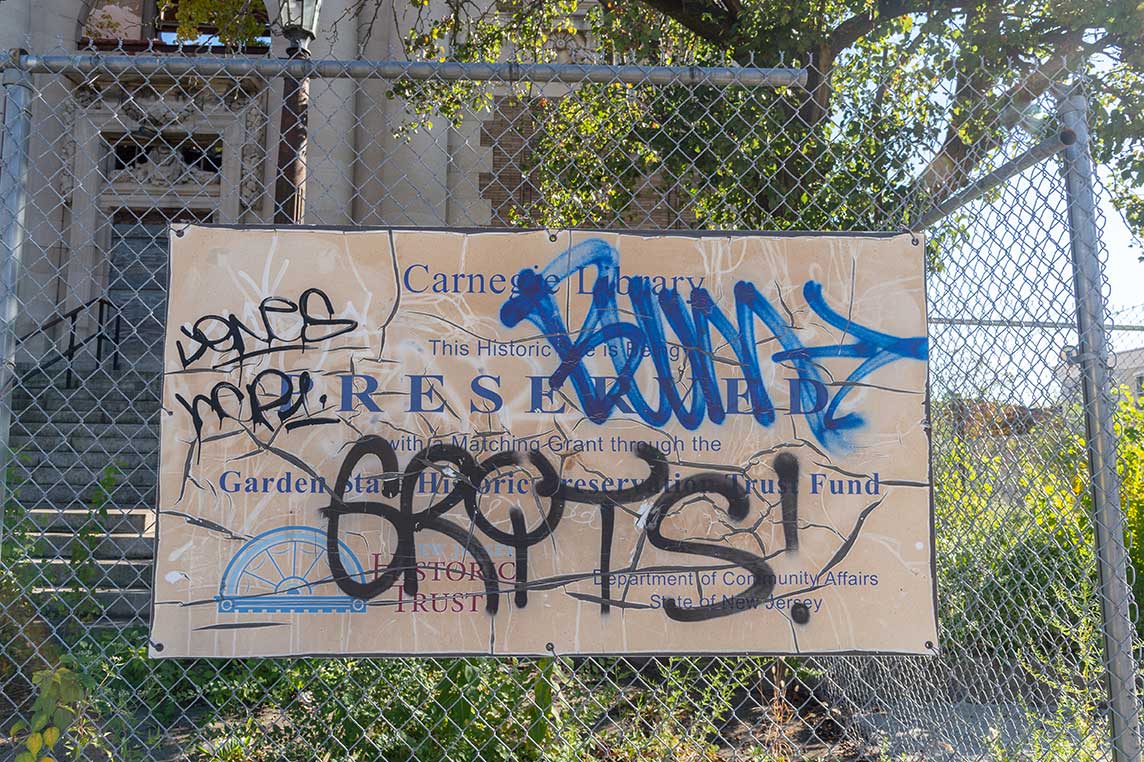 Carnegie Library
This Historic Site is Being
PRESERVED
with a Matching Grant through the
Garden State Historic Preservation Trust Fund
NEW JERSEY
HISTORIC
TRUST
Department of Community Affairs
State of New Jersey